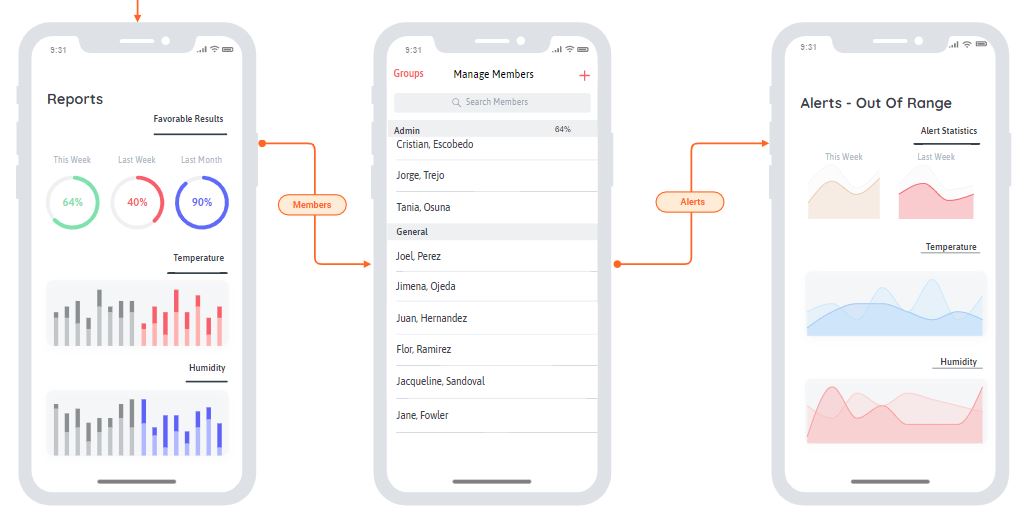 9:31
Reports
Favorable Results
This Week
Last Week
Last Month
64%
40%
90%
Temperature
Humidity
Members
9:31
Groups
Manage Members
+
Search Members
Admin
64%
Cristian, Escobedo
Jorge, Trejo
Tania, Osuna
General
Joel, Perez
Jimena, Ojeda
Juan, Hernandez
Flor, Ramirez
Jacqueline, Sandoval
Jane, Fowler
Alerts
9:31
Alerts - Out Of Range
Alert Statistics
This Week
Last Week
Temperature
Humidity